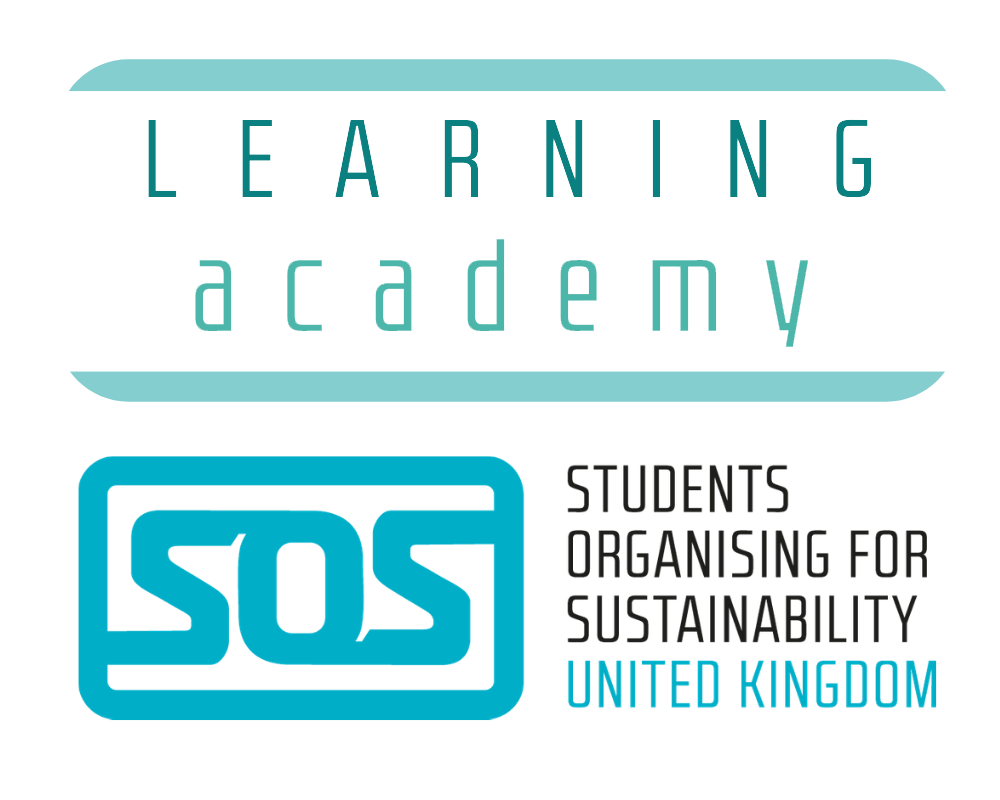 LEARNING
academy
SOS
STUDENTS
ORGANISING FOR
SUSTAINABILITY
UNITED KINGDOM